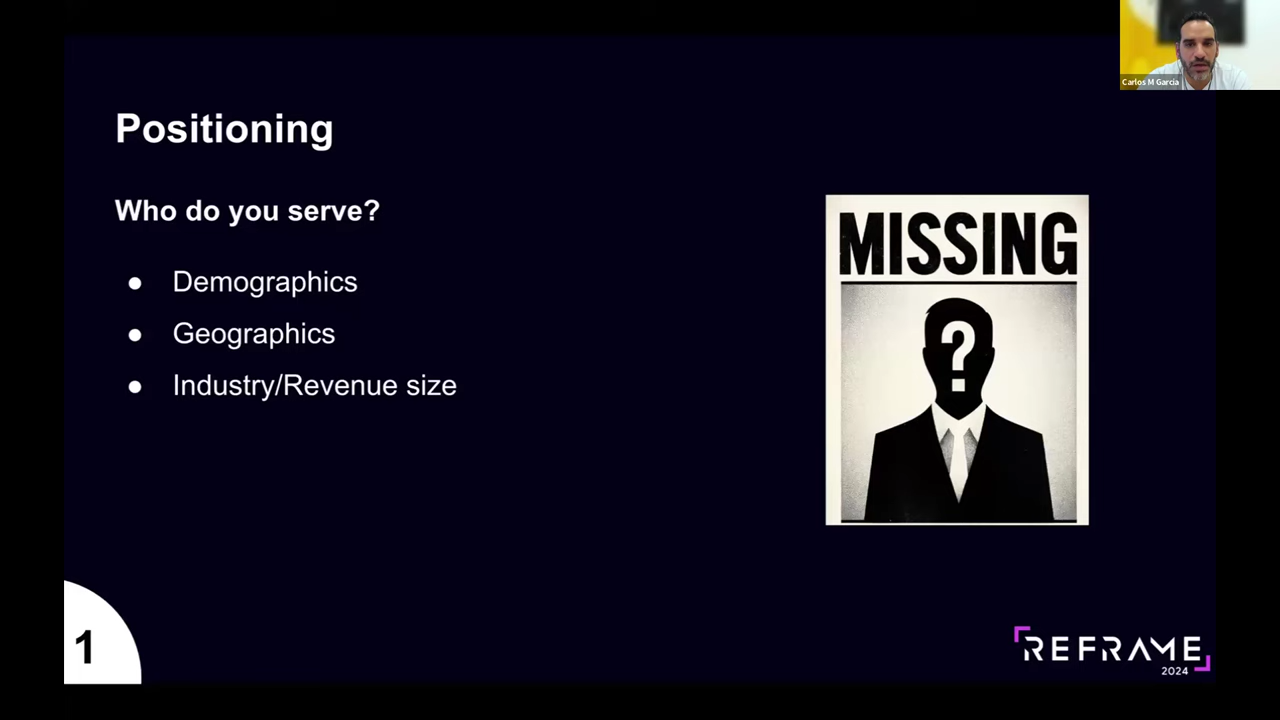 Carlos M Garcia
Positioning
Who do you serve?
● Demographics
● Geographics
● Industry/Revenue size
MISSING
?
1
REFRAME
2024